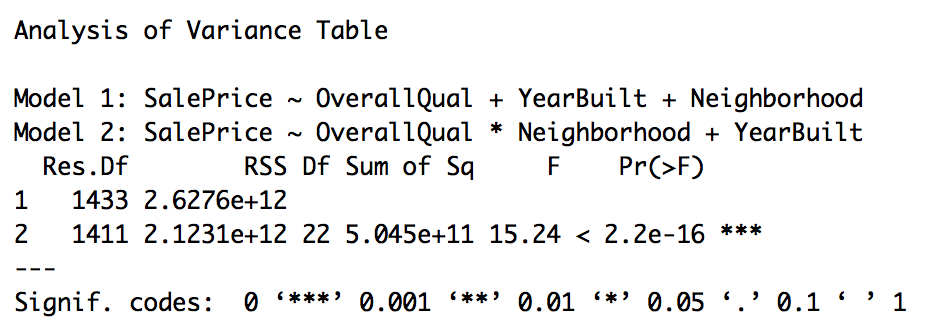 Analysis of Variance Table
Model 1: SalePrice ~ OverallQual + YearBuilt + Neighborhood
Model 2: SalePrice ~ OverallQual * Neighborhood + YearBuilt
  Res.Df        RSS Df Sum of Sq     F    Pr(>F)
1   1433 2.6276e+12
2   1411 2.1231e+12 22 5.045e+11 15.24 < 2.2e-16 ***
---
Signif. codes:  0 ‘***’ 0.001 ‘**’ 0.01 ‘*’ 0.05 ‘.’ 0.1 ‘ ’ 1